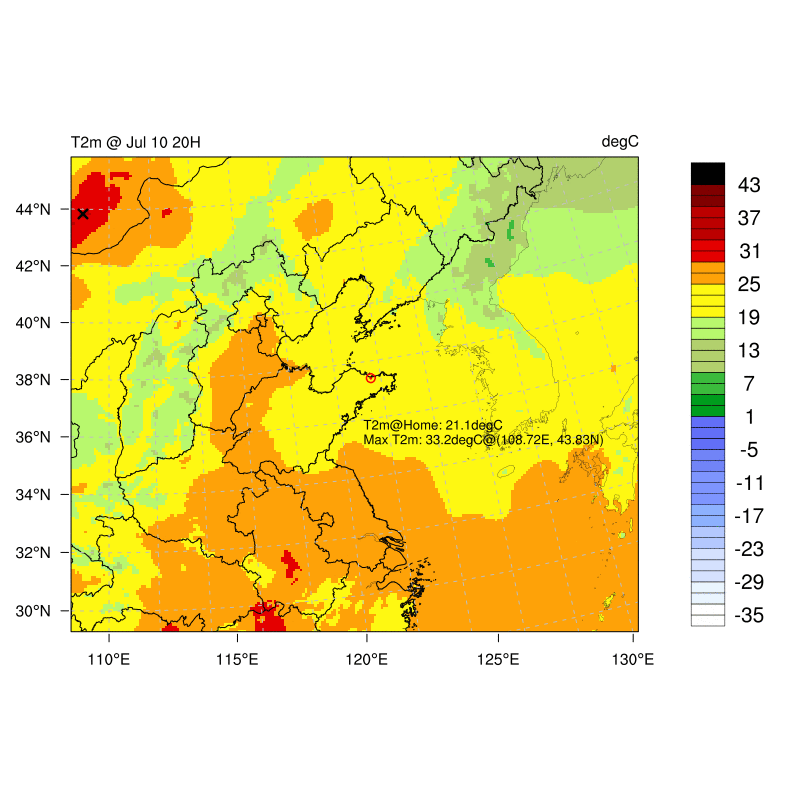 T2m @ Jul 10 20H
degC
44°N
42°N
40°N
38°N
36°N
34°N
32°N
30°N
110°E
115°E
120°E
125°E
130°E
T2m@Home: 21.1degC
Max T2m: 33.2degC@(108.72E, 43.83N)
43
37
31
25
19
13
7
1
-5
-11
-17
-23
-29
-35